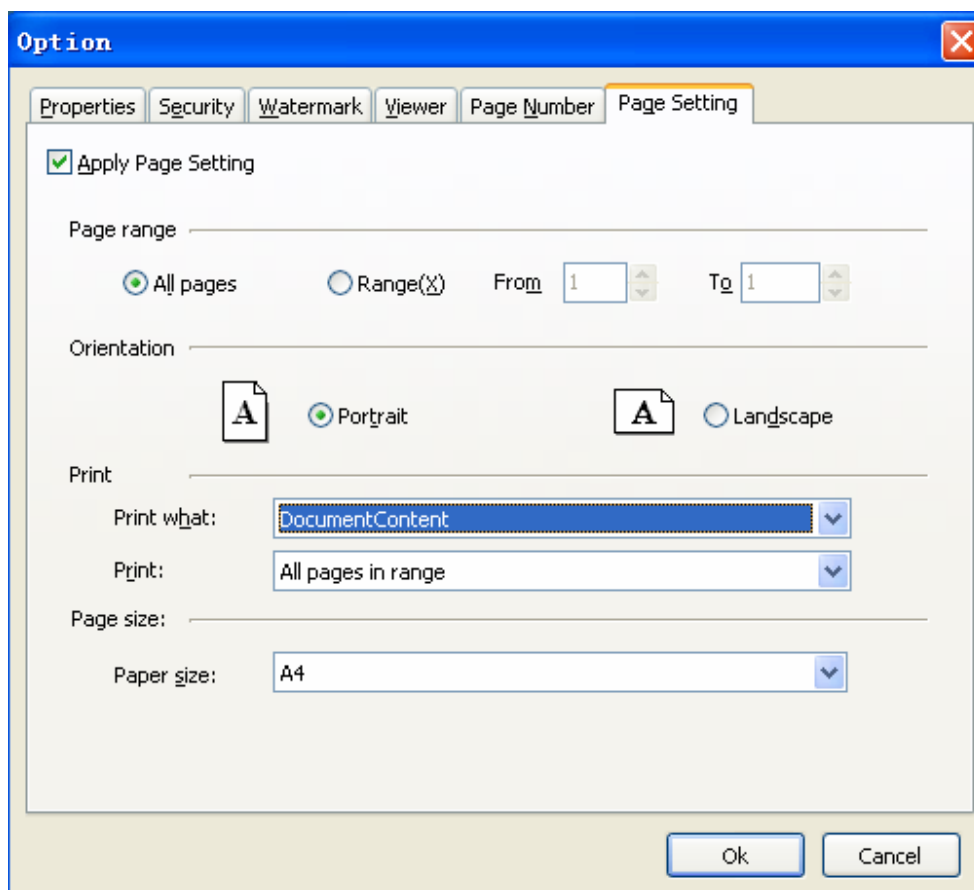 Option
Properties Security Watermark Viewer Page Number Page Setting
Apply Page Setting
Page range
All pages Range(X) From 1 To 1
Orientation
A Portrait A Landscape
Print
Print what: DocumentContent
Print: All pages in range
Page size:
Paper size: A4
Ok Cancel